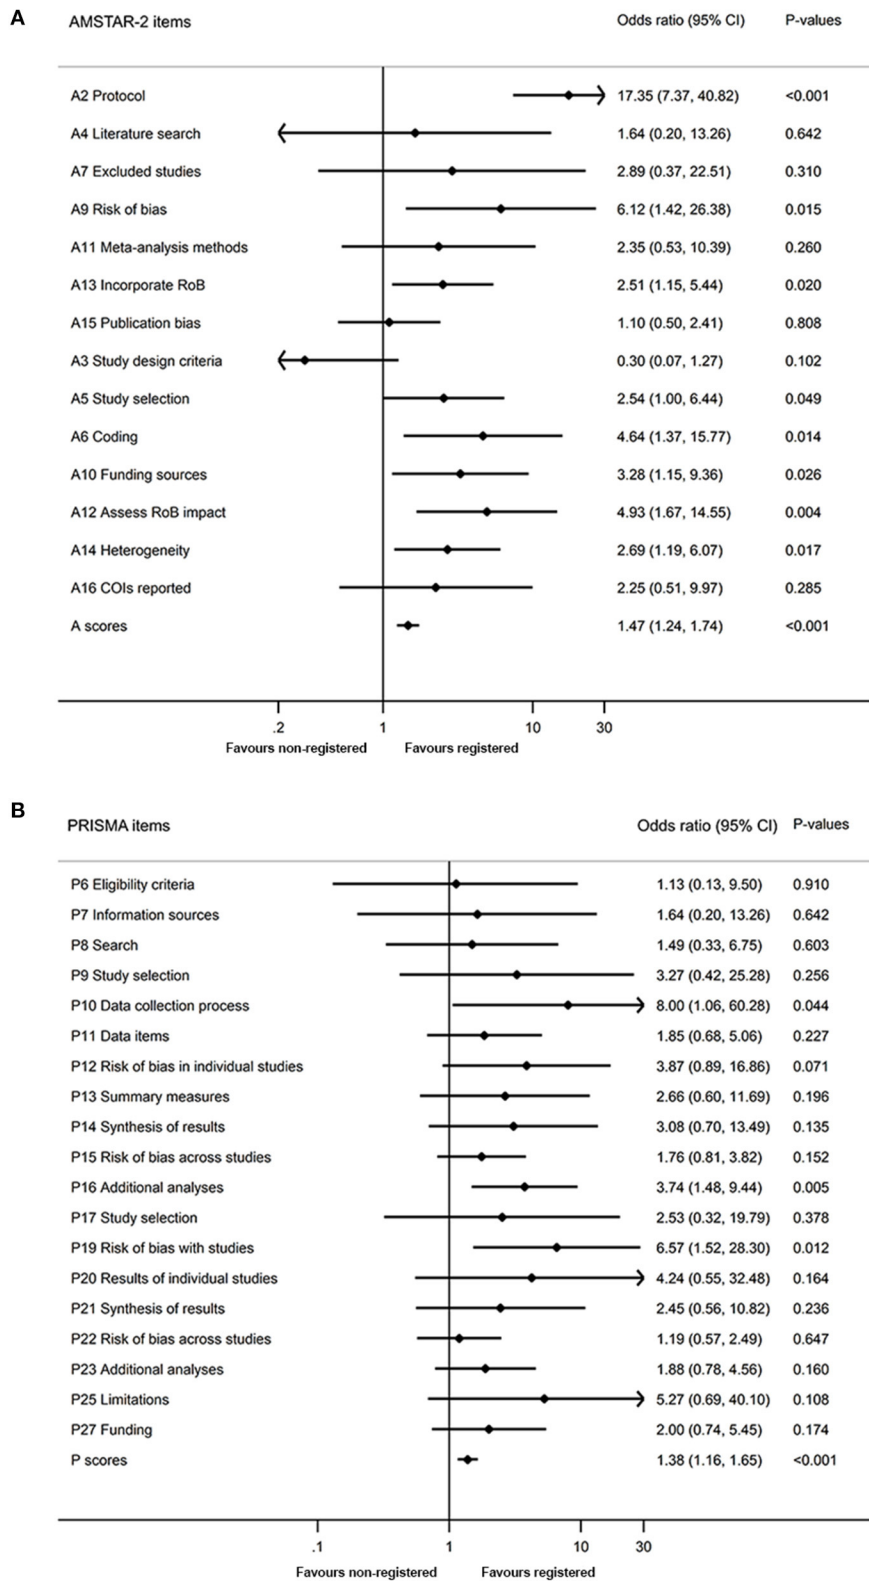 A
AMSTAR-2 items Odds ratio (95% CI) P-values
A2 Protocol 17.35 (7.37, 40.82) <0.001
A4 Literature search 1.64 (0.20, 13.26) 0.642
A7 Excluded studies 2.89 (0.37, 22.51) 0.310
A9 Risk of bias 6.12 (1.42, 26.38) 0.015
A11 Meta-analysis methods 2.35 (0.53, 10.39) 0.260
A13 Incorporate RoB 2.51 (1.15, 5.44) 0.020
A15 Publication bias 1.10 (0.50, 2.41) 0.808
A3 Study design criteria 0.30 (0.07, 1.27) 0.102
A5 Study selection 2.54 (1.00, 6.44) 0.049
A6 Coding 4.64 (1.37, 15.77) 0.014
A10 Funding sources 3.28 (1.15, 9.36) 0.026
A12 Assess RoB impact 4.93 (1.67, 14.55) 0.004
A14 Heterogeneity 2.69 (1.19, 6.07) 0.017
A16 COIs reported 2.25 (0.51, 9.97) 0.285
A scores 1.47 (1.24, 1.74) <0.001
.2 1 10 30
Favours non-registered Favours registered
B
PRISMA items Odds ratio (95% CI) P-values
P6 Eligibility criteria 1.13 (0.13, 9.50) 0.910
P7 Information sources 1.64 (0.20, 13.26) 0.642
P8 Search 1.49 (0.33, 6.75) 0.603
P9 Study selection 3.27 (0.42, 25.28) 0.256
P10 Data collection process 8.00 (1.06, 60.28) 0.044
P11 Data items 1.85 (0.68, 5.06) 0.227
P12 Risk of bias in individual studies 3.87 (0.89, 16.86) 0.071
P13 Summary measures 2.66 (0.60, 11.69) 0.196
P14 Synthesis of results 3.08 (0.70, 13.49) 0.135
P15 Risk of bias across studies 1.76 (0.81, 3.82) 0.152
P16 Additional analyses 3.74 (1.48, 9.44) 0.005
P17 Study selection 2.53 (0.32, 19.79) 0.378
P19 Risk of bias with studies 6.57 (1.52, 28.30) 0.012
P20 Results of individual studies 4.24 (0.55, 32.48) 0.164
P21 Synthesis of results 2.45 (0.56, 10.82) 0.236
P22 Risk of bias across studies 1.19 (0.57, 2.49) 0.647
P23 Additional analyses 1.88 (0.78, 4.56) 0.160
P25 Limitations 5.27 (0.69, 40.10) 0.108
P27 Funding 2.00 (0.74, 5.45) 0.174
P scores 1.38 (1.16, 1.65) <0.001
.1 1 10 30
Favours non-registered Favours registered